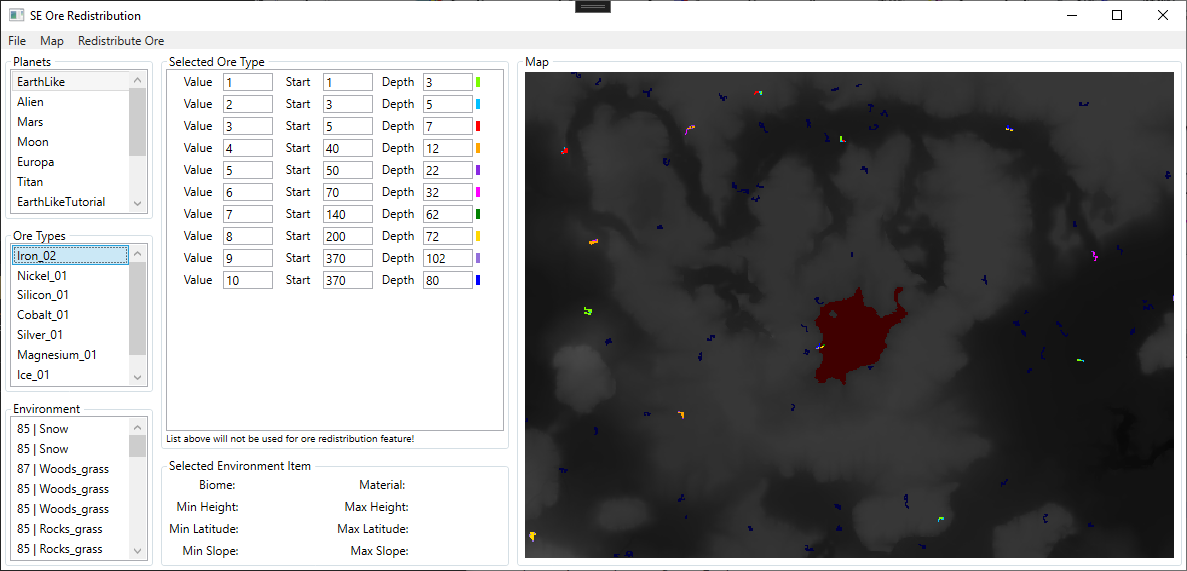 SE Ore Redistribution
File Map Redistribute Ore
Planets
EarthLike
Alien
Mars
Moon
Europa
Titan
EarthLikeTutorial
Ore Types
Iron_02
Nickel_01
Silicon_01
Cobalt_01
Silver_01
Magnesium_01
Ice_01
Environment
85 | Snow
85 | Snow
87 | Woods_grass
85 | Woods_grass
85 | Woods_grass
85 | Rocks_grass
85 | Rocks_grass
Selected Ore Type
Value 1 Start 1 Depth 3
Value 2 Start 3 Depth 5
Value 3 Start 5 Depth 7
Value 4 Start 40 Depth 12
Value 5 Start 50 Depth 22
Value 6 Start 70 Depth 32
Value 7 Start 140 Depth 62
Value 8 Start 200 Depth 72
Value 9 Start 370 Depth 102
Value 10 Start 370 Depth 80
List above will not be used for ore redistribution feature!
Selected Environment Item
Biome: Material:
Min Height: Max Height:
Min Latitude: Max Latitude:
Min Slope: Max Slope:
Map